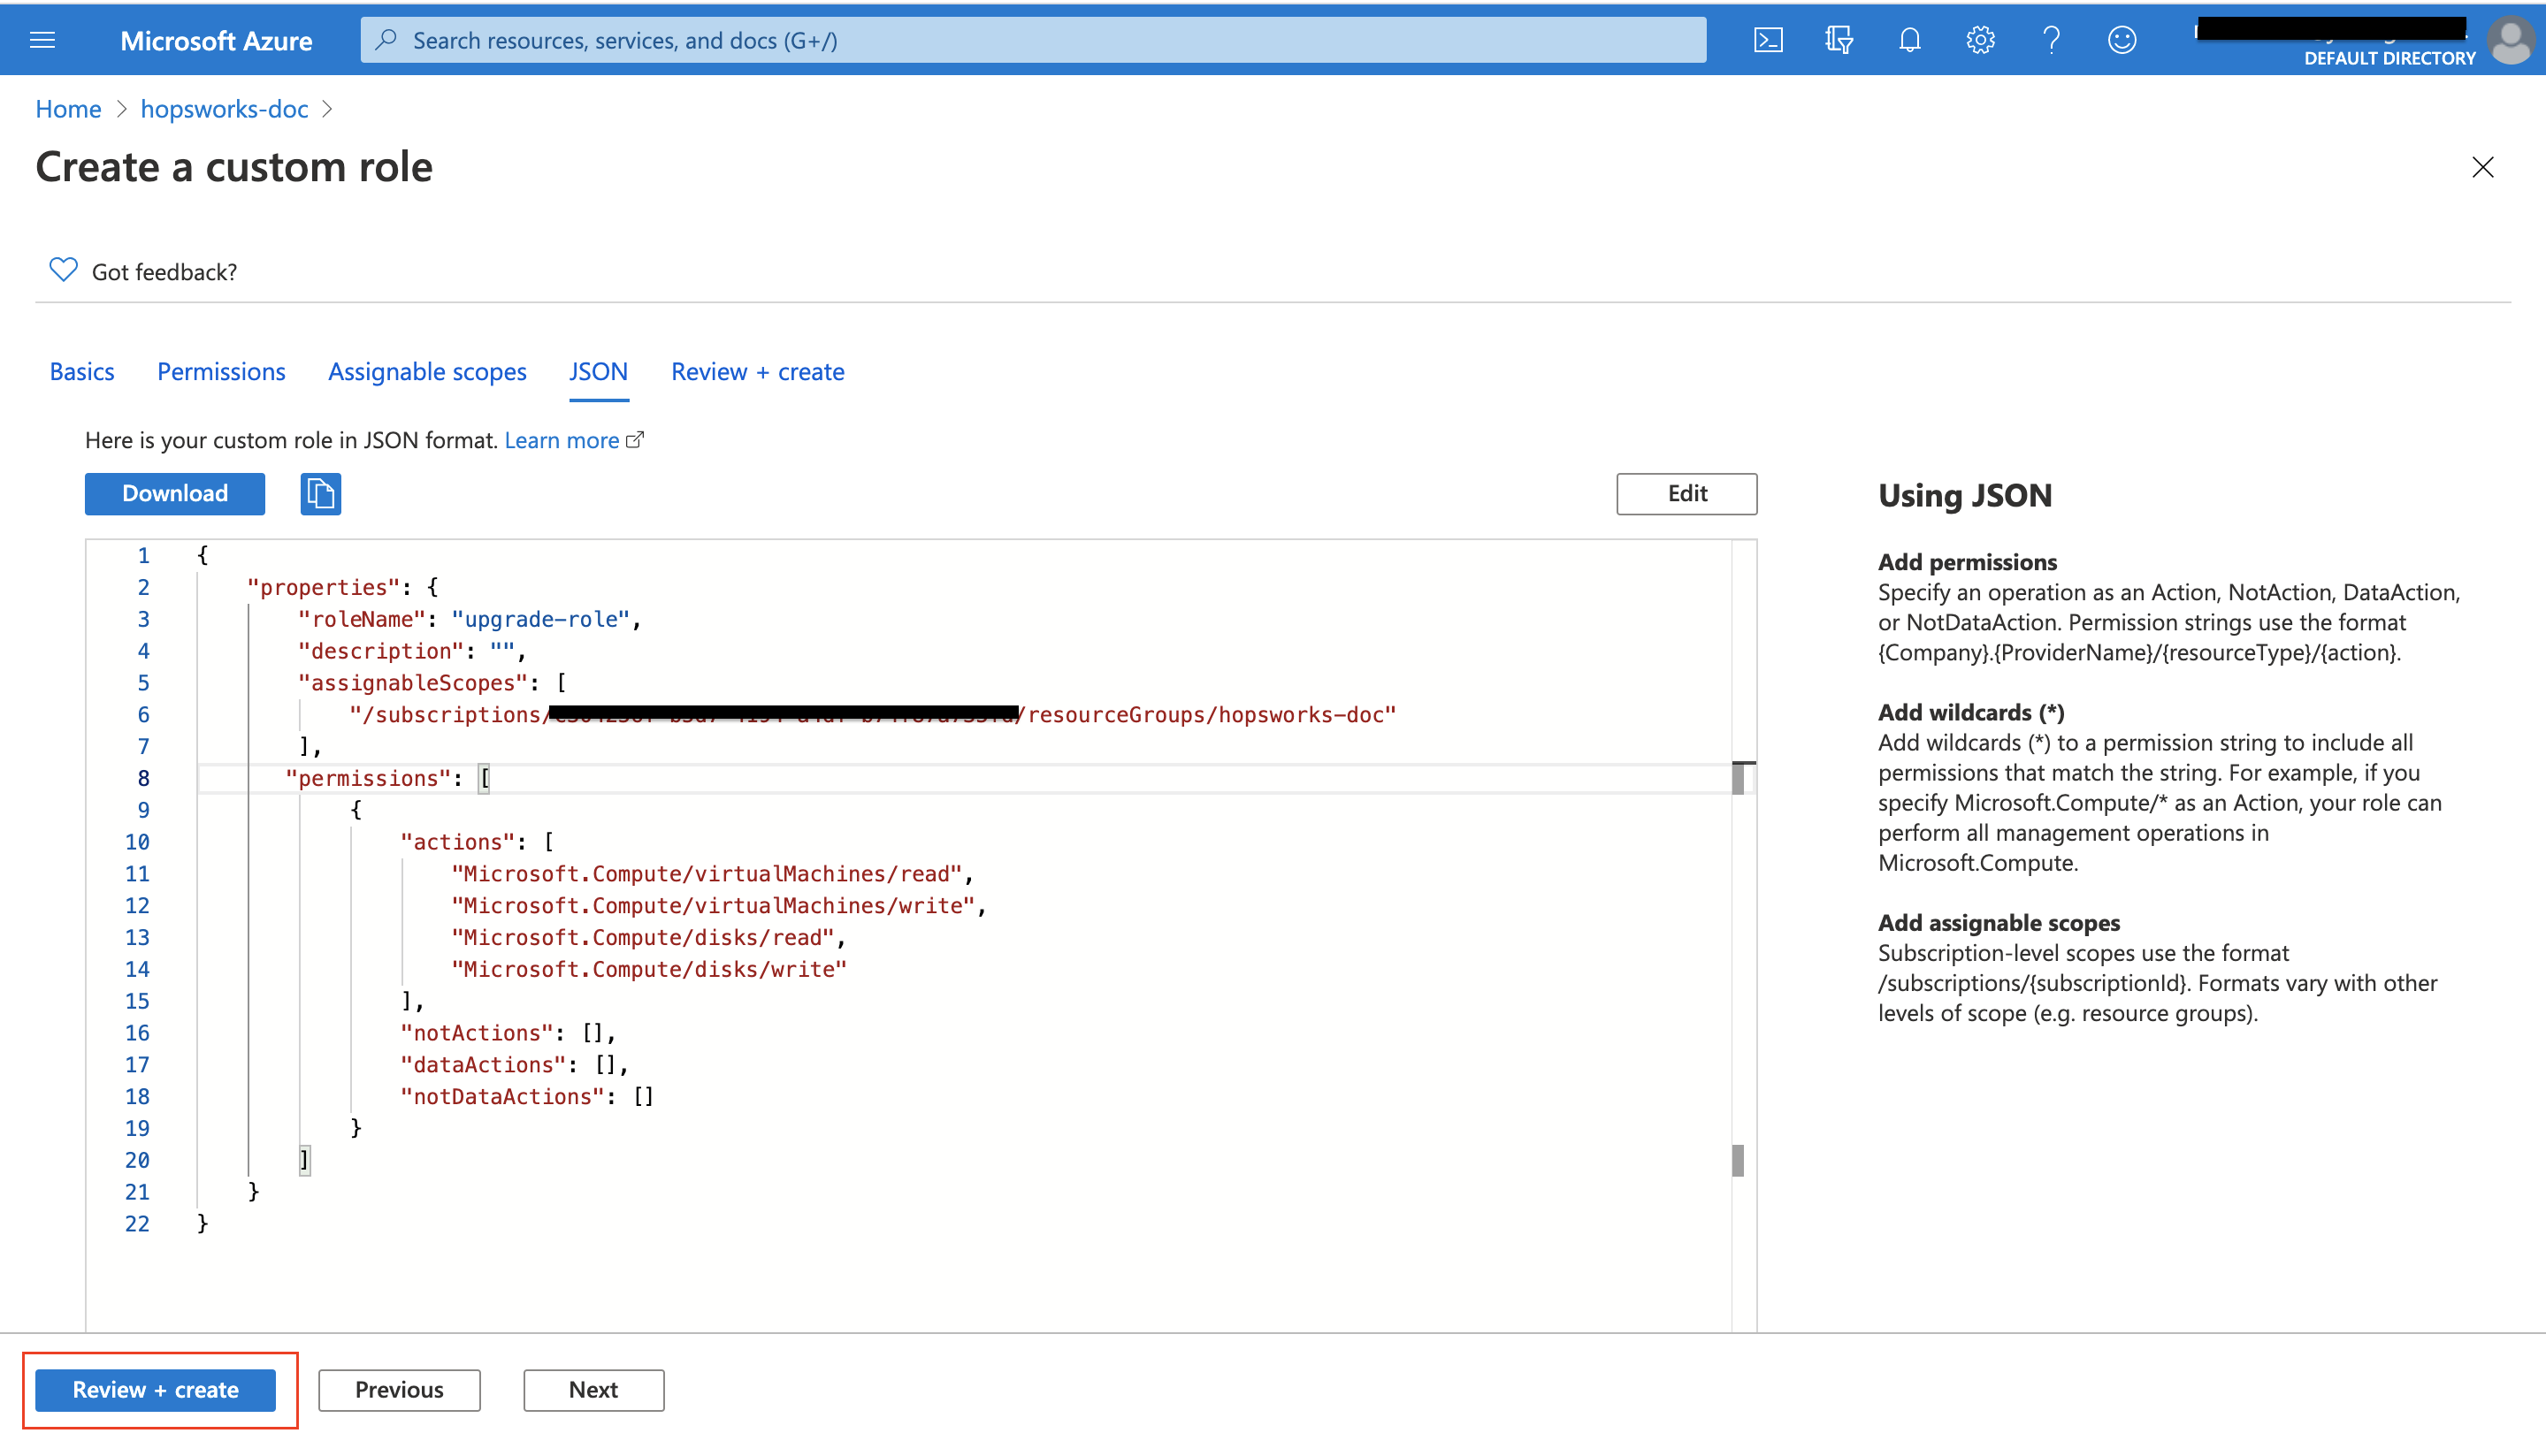 Microsoft Azure
Search resources, services, and docs (G+/)
DEFAULT DIRECTORY
Home > hopsworks-doc >
Create a custom role
Got feedback?
Basics Permissions Assignable scopes JSON Review + create
Here is your custom role in JSON format. Learn more
Download
Edit
1 {
2 "properties": {
3 "roleName": "upgrade-role",
4 "description": "",
5 "assignableScopes": [
6 "/subscriptions/ /resourceGroups/hopsworks-doc"
7 ],
8 "permissions": [
9 {
10 "actions": [
11 "Microsoft.Compute/virtualMachines/read",
12 "Microsoft.Compute/virtualMachines/write",
13 "Microsoft.Compute/disks/read",
14 "Microsoft.Compute/disks/write"
15 ],
16 "notActions": [],
17 "dataActions": [],
18 "notDataActions": []
19 }
20 ]
21 }
22 }
Using JSON
Add permissions
Specify an operation as an Action, NotAction, DataAction,
or NotDataAction. Permission strings use the format
{Company}.{ProviderName}/{resourceType}/{action}.
Add wildcards (*)
Add wildcards (*) to a permission string to include all
permissions that match the string. For example, if you
specify Microsoft.Compute/* as an Action, your role can
perform all management operations in
Microsoft.Compute.
Add assignable scopes
Subscription-level scopes use the format
/subscriptions/{subscriptionId}. Formats vary with other
levels of scope (e.g. resource groups).
Review + create
Previous
Next